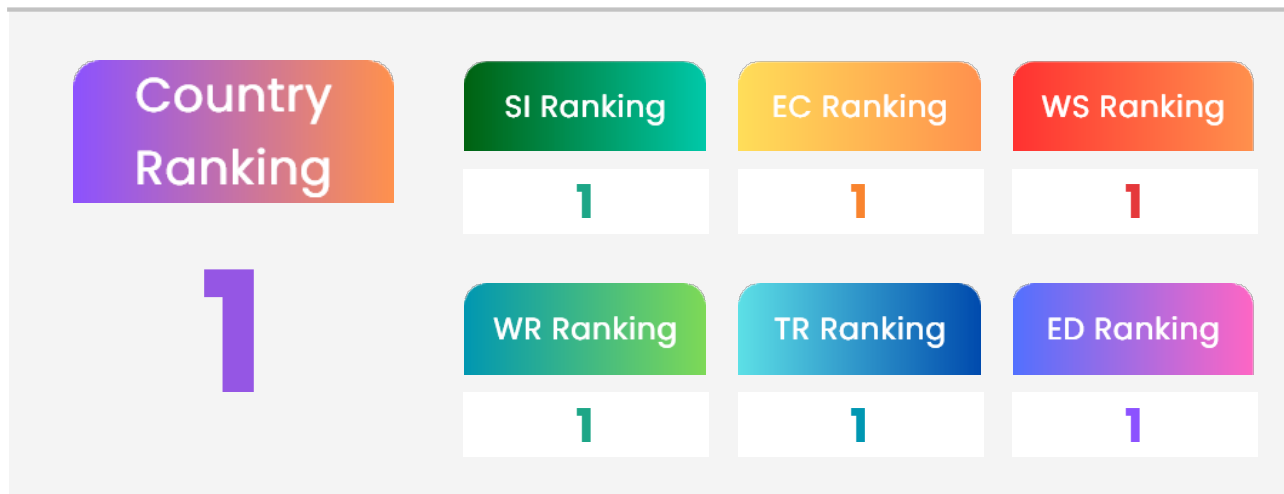 Country
Ranking
1
SI Ranking
1
EC Ranking
1
WS Ranking
1
WR Ranking
1
TR Ranking
1
ED Ranking
1